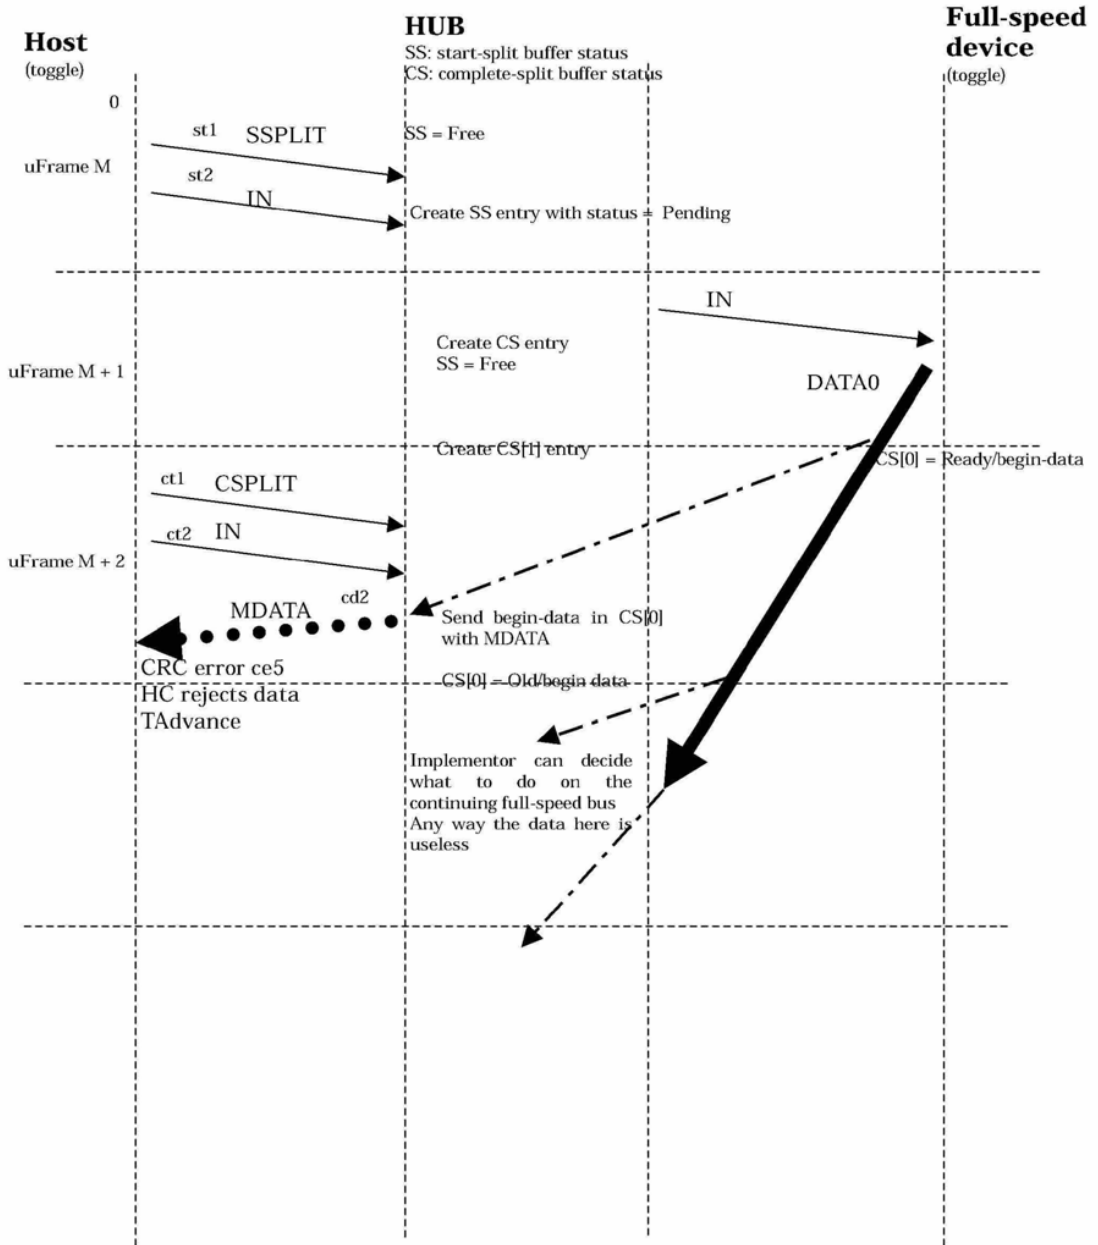 Host
(toggle)
HUB
SS: start-split buffer status
CS: complete-split buffer status
Full-speed
device
(toggle)
0
st1 SSPLIT
SS = Free
uFrame M
st2
IN
Create SS entry with status = Pending
IN
Create CS entry
SS = Free
uFrame M + 1
DATA0
Create CS[1] entry
CS[0] = Ready/begin-data
ct1 CSPLIT
ct2 IN
uFrame M + 2
MDATA cd2
Send begin-data in CS[0]
with MDATA
CRC error ce5
HC rejects data
TAdvance
CS[0] = Old/begin data
Implementor can decide
what to do on the
continuing full-speed bus
Any way the data here is
useless